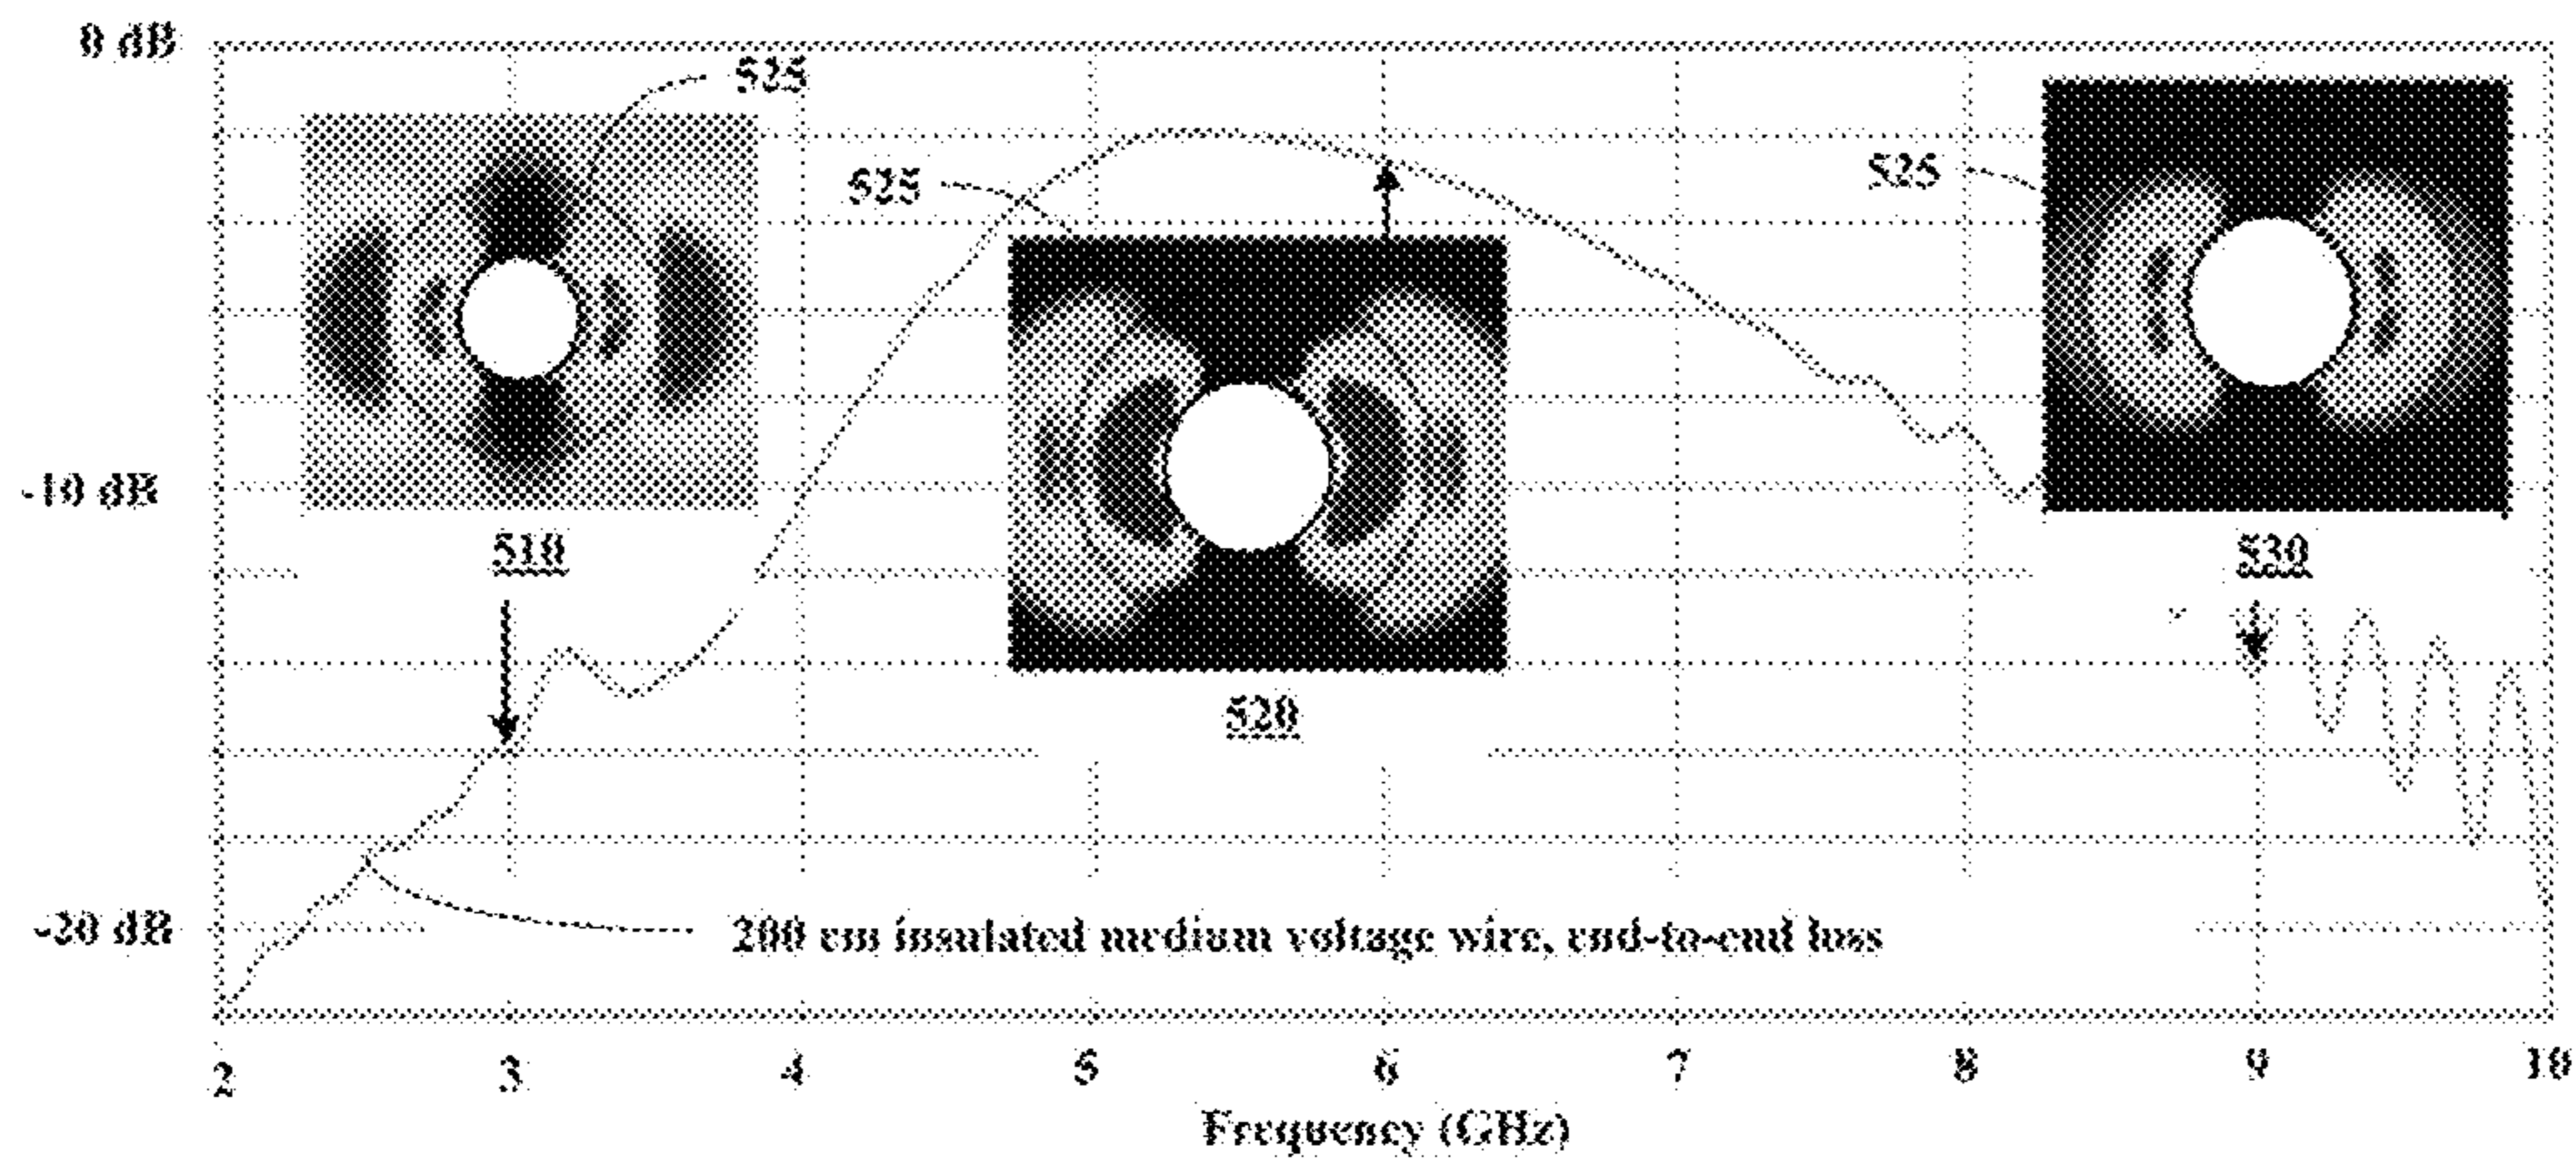 0 dB
525
525
525
-10 dB
510
530
520
-20 dB
200 cm insulated medium voltage wire, end-to-end loss
2 3 4 5 6 7 8 9 10
Frequency (GHz)